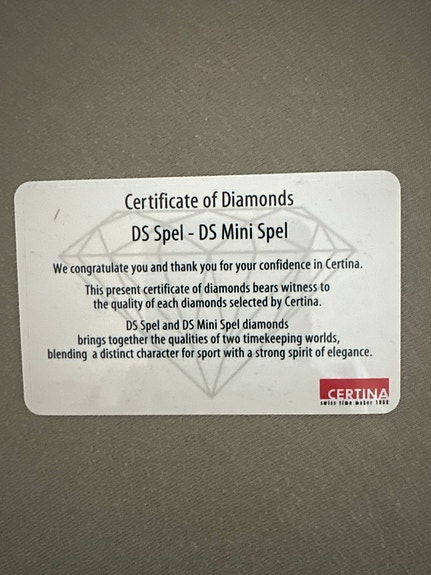 Certificate of Diamonds
DS Spel - DS Mini Spel
We congratulate you and thank you for your confidence in Certina.
This present certificate of diamonds bears witness to
the quality of each diamonds selected by Certina.
DS Spel and DS Mini Spel diamonds
brings together the qualities of two timekeeping worlds,
blending a distinct character for sport with a strong spirit of elegance.
CERTINA
swiss time maker 1888